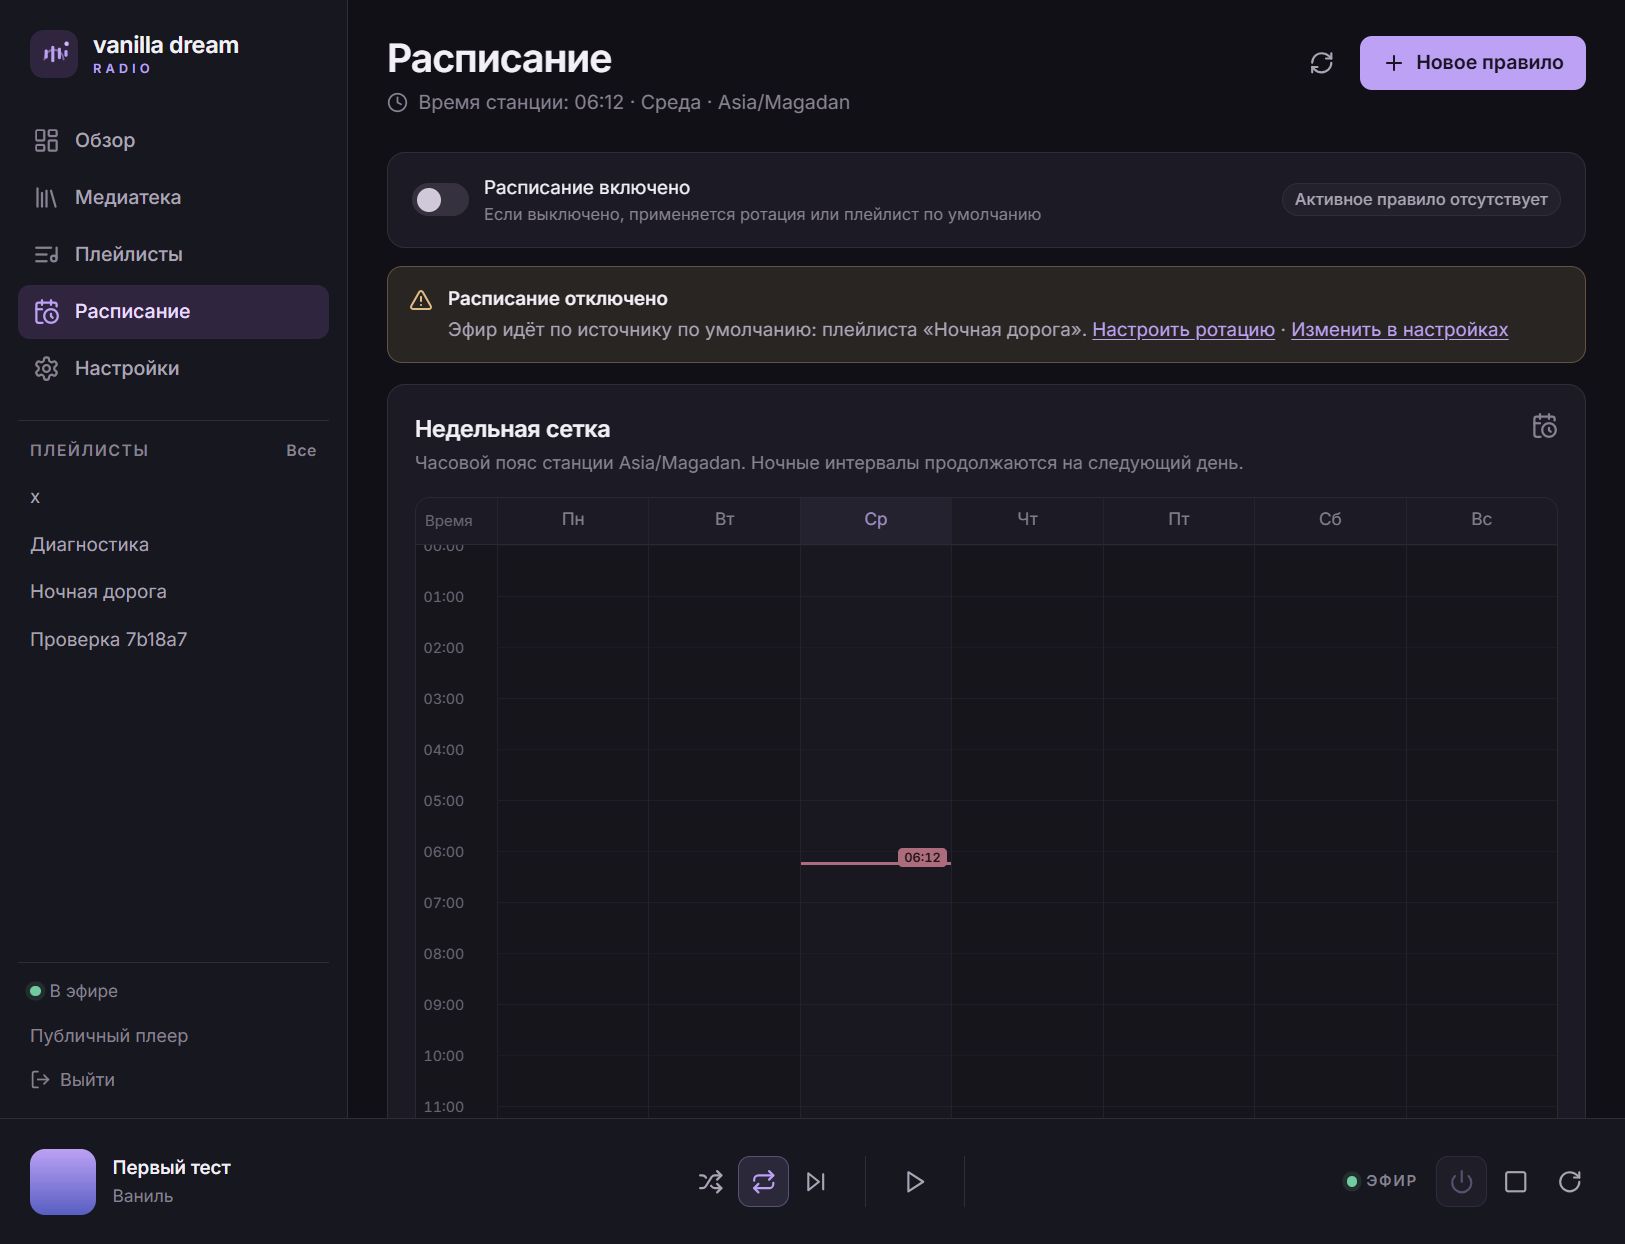 vanilla dream
RADIO
Обзор
Медиатека
Плейлисты
Расписание
Настройки
ПЛЕЙЛИСТЫ Все
x
Диагностика
Ночная дорога
Проверка 7b18a7
В эфире
Публичный плеер
Выйти
Расписание
Время станции: 06:12 · Среда · Asia/Magadan
Новое правило
Расписание включено
Если выключено, применяется ротация или плейлист по умолчанию
Активное правило отсутствует
Расписание отключено
Эфир идёт по источнику по умолчанию: плейлиста «Ночная дорога». Настроить ротацию · Изменить в настройках
Недельная сетка
Часовой пояс станции Asia/Magadan. Ночные интервалы продолжаются на следующий день.
Время Пн Вт Ср Чт Пт Сб Вс
00:00
01:00
02:00
03:00
04:00
05:00
06:00
06:12
07:00
08:00
09:00
10:00
11:00
Первый тест
Ваниль
ЭФИР